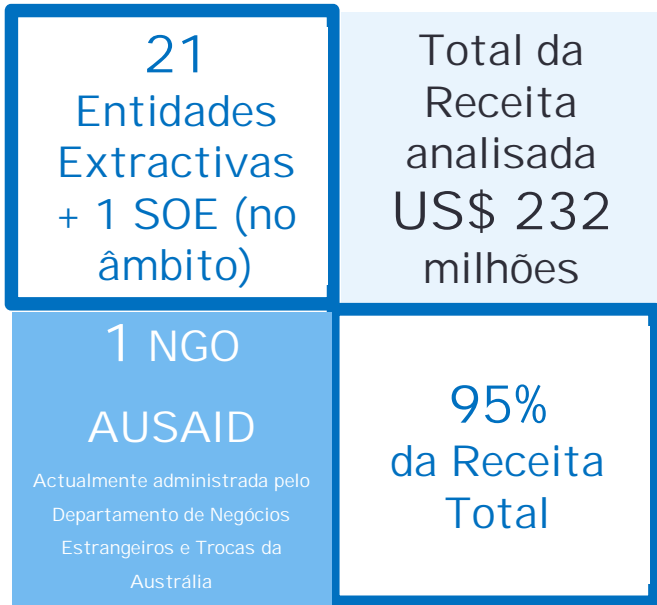 21
Entidades
Extractivas
+ 1 SOE (no
âmbito)
Total da
Receita
analisada
US$ 232
milhões
1 NGO
AUSAID
Actualmente administrada pelo
Departamento de Negócios
Estrangeiros e Trocas da
Austrália
95%
da Receita
Total